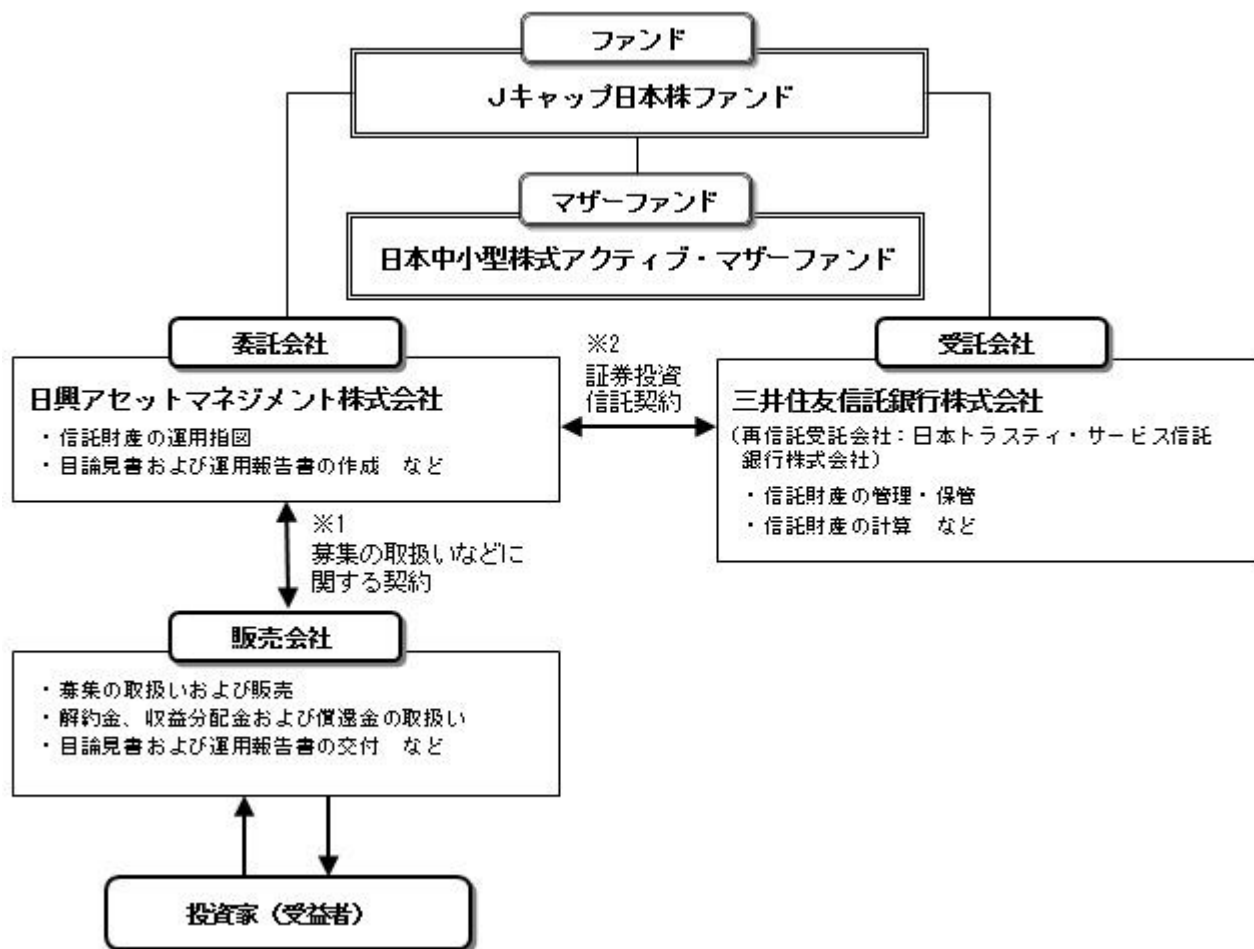 ファンド
Jキャップ日本株ファンド
マザーファンド
日本中小型株式アクティブ・マザーファンド
委託会社
日興アセットマネジメント株式会社
・信託財産の運用指図
・目論見書および運用報告書の作成　など
※2
証券投資
信託契約
受託会社
三井住友信託銀行株式会社
(再信託受託会社：日本トラスティ・サービス信託
銀行株式会社)
・信託財産の管理・保管
・信託財産の計算　など
※1
募集の取扱いなどに
関する契約
販売会社
・募集の取扱いおよび販売
・解約金、収益分配金および償還金の取扱い
・目論見書および運用報告書の交付　など
投資家（受益者）